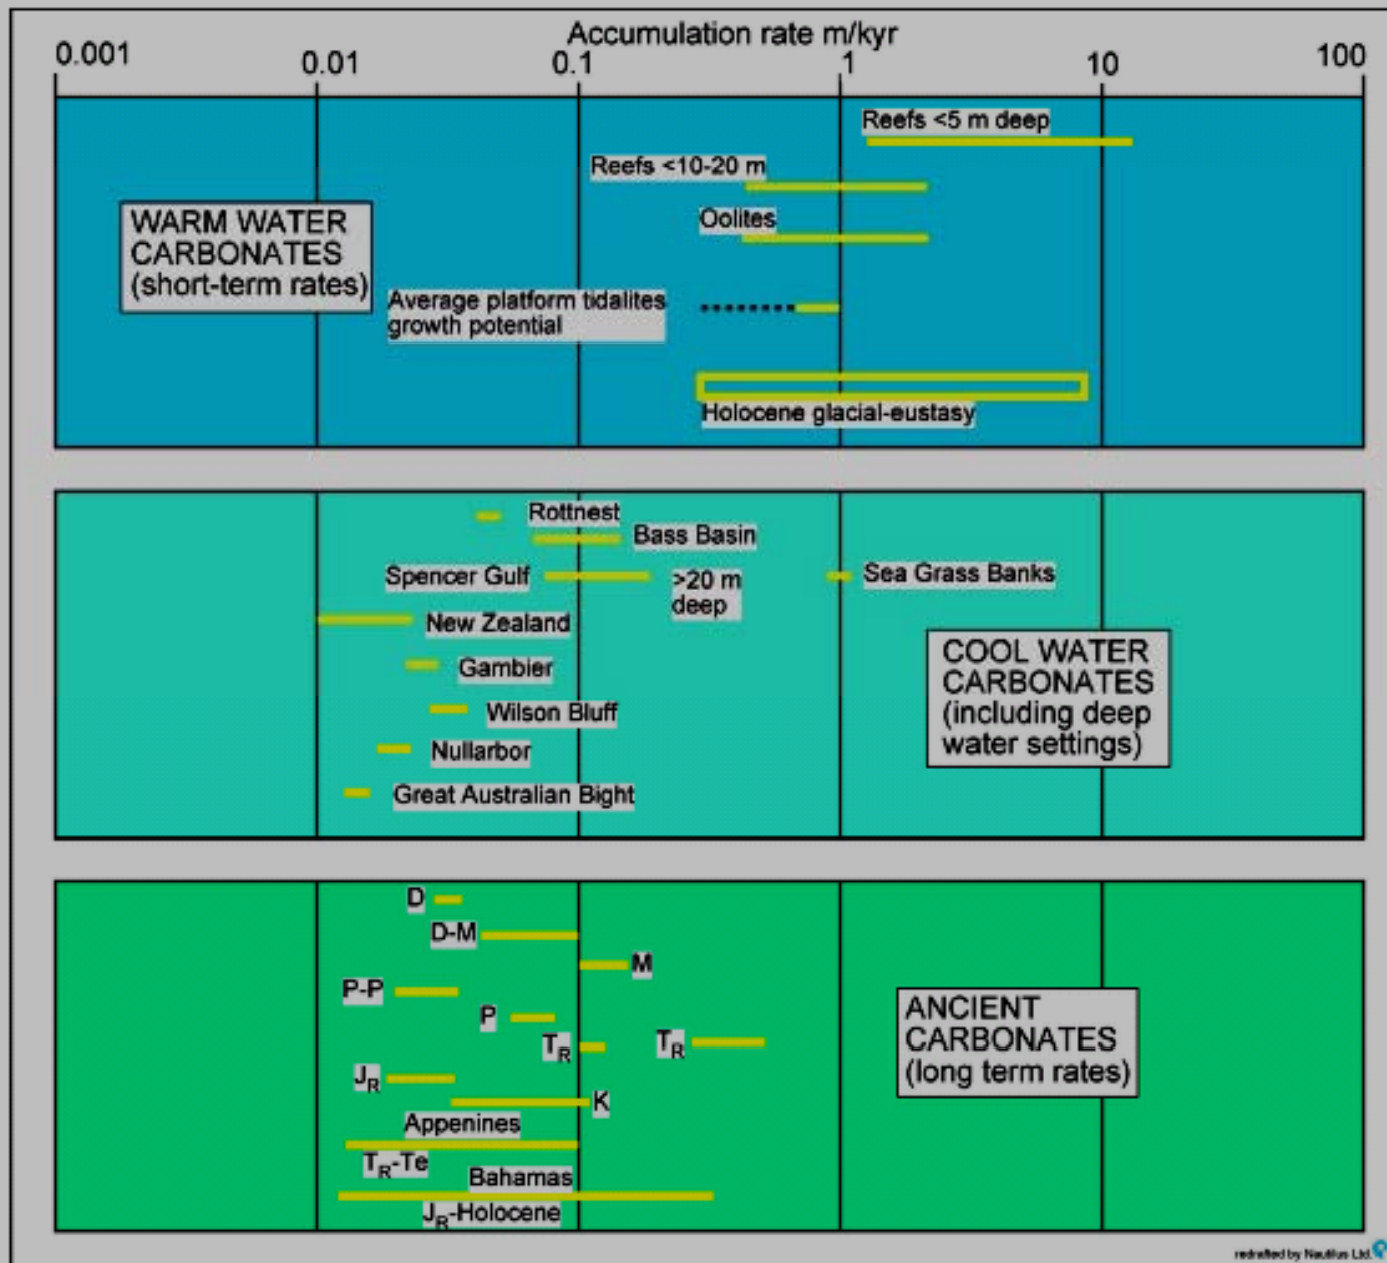 Accumulation rate m/kyr
0.001 0.01 0.1 1 10 100
Reefs <5 m deep
Reefs <10-20 m
WARM WATER
CARBONATES
(short-term rates)
Oolites
Average platform tidalites
growth potential
Holocene glacial-eustasy
Rottnest
Bass Basin
Spencer Gulf
>20 m
deep
Sea Grass Banks
New Zealand
Gambier
Wilson Bluff
Nullarbor
Great Australian Bight
COOL WATER
CARBONATES
(including deep
water settings)
D
D-M
M
P-P
P
TR
TR
JR
K
Appenines
TR-Te
Bahamas
JR-Holocene
ANCIENT
CARBONATES
(long term rates)
redrafted by Nautilus Ltd.